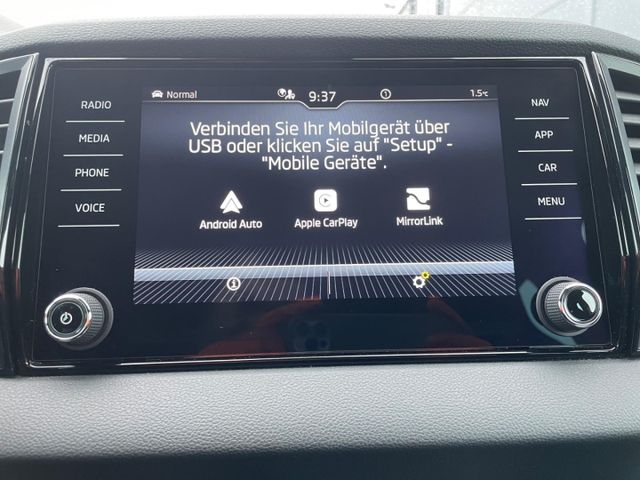 RADIO
MEDIA
PHONE
VOICE
Normal
9:37
1
1.5°C
Verbinden Sie Ihr Mobilgerät über
USB oder klicken Sie auf "Setup" -
"Mobile Geräte".
Android Auto
Apple CarPlay
MirrorLink
NAV
APP
CAR
MENU